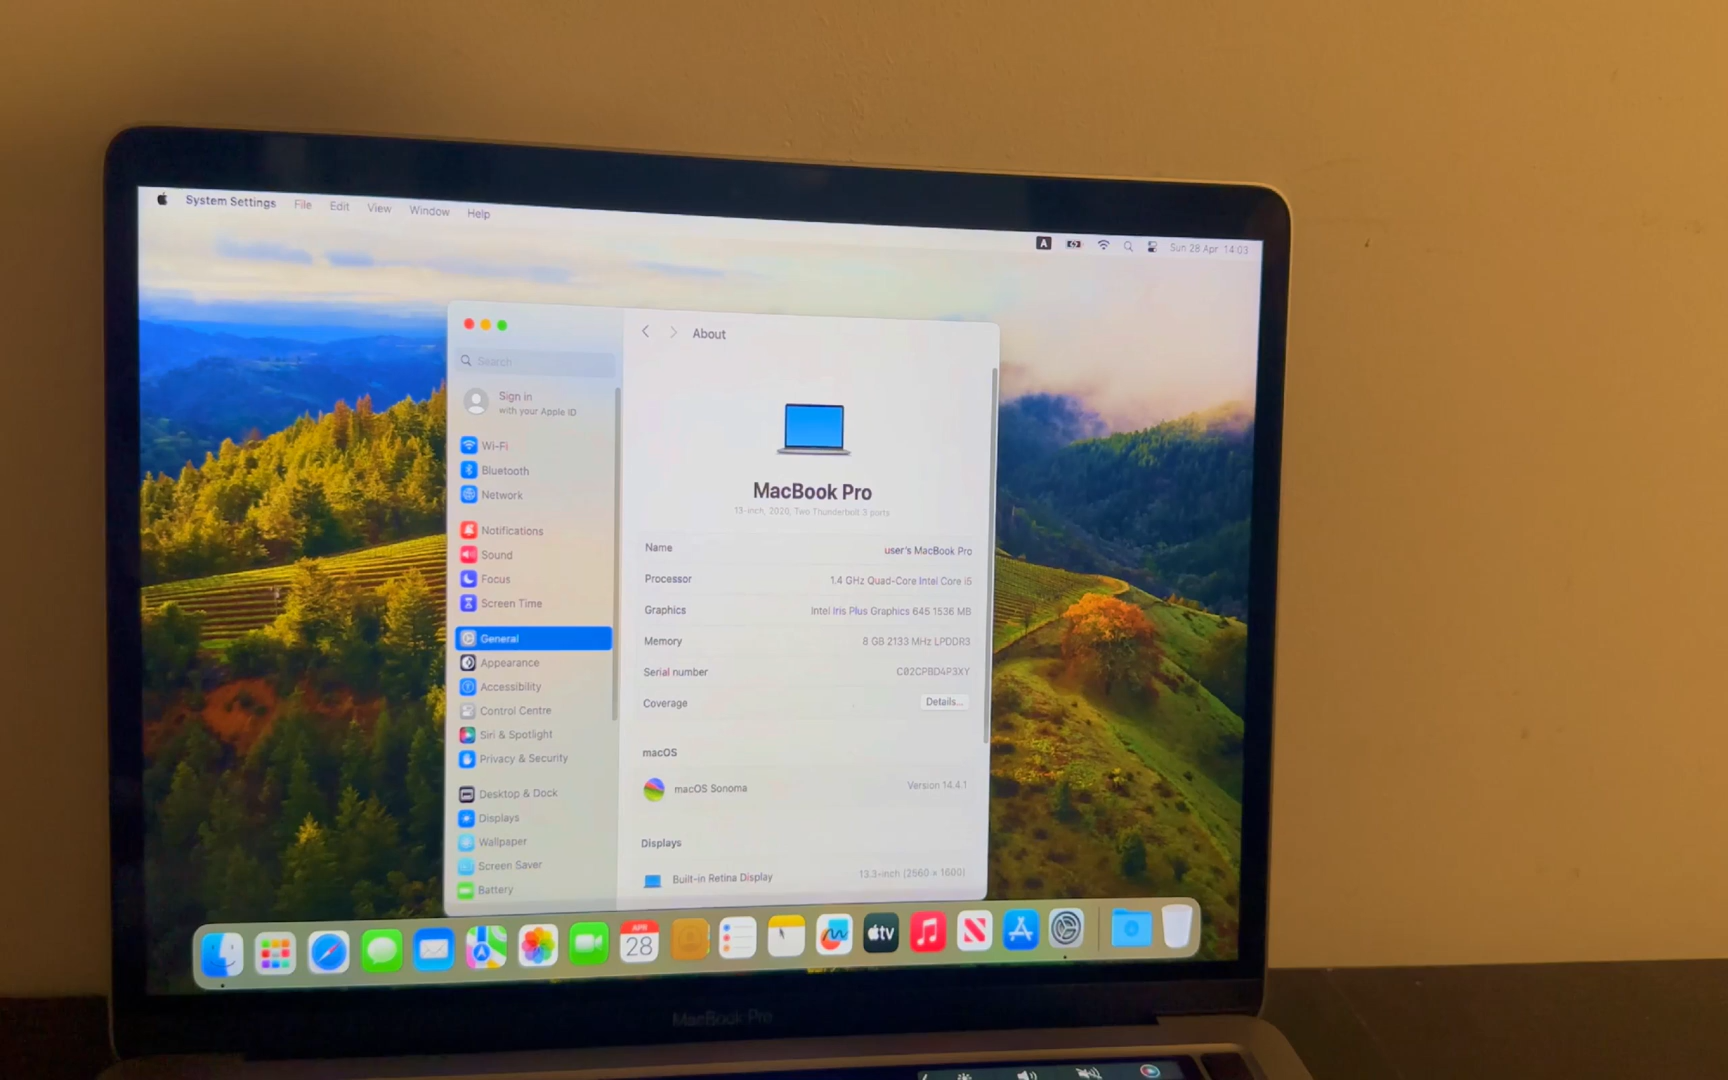 System Settings File Edit View Window Help
A Sun 28 Apr 14:03
About
Search
Sign in
with your Apple ID
Wi-Fi
Bluetooth
Network
Notifications
Sound
Focus
Screen Time
General
Appearance
Accessibility
Control Centre
Siri & Spotlight
Privacy & Security
Desktop & Dock
Displays
Wallpaper
Screen Saver
Battery
MacBook Pro
13-inch, 2020, Two Thunderbolt 3 ports
Name user's MacBook Pro
Processor 1.4 GHz Quad-Core Intel Core i5
Graphics Intel Iris Plus Graphics 645 1536 MB
Memory 8 GB 2133 MHz LPDDR3
Serial number C02CPBD4P3XY
Coverage Details...
macOS
macOS Sonoma Version 14.4.1
Displays
Built-in Retina Display 13.3-inch (2560 × 1600)
APR
28
tv
MacBook Pro